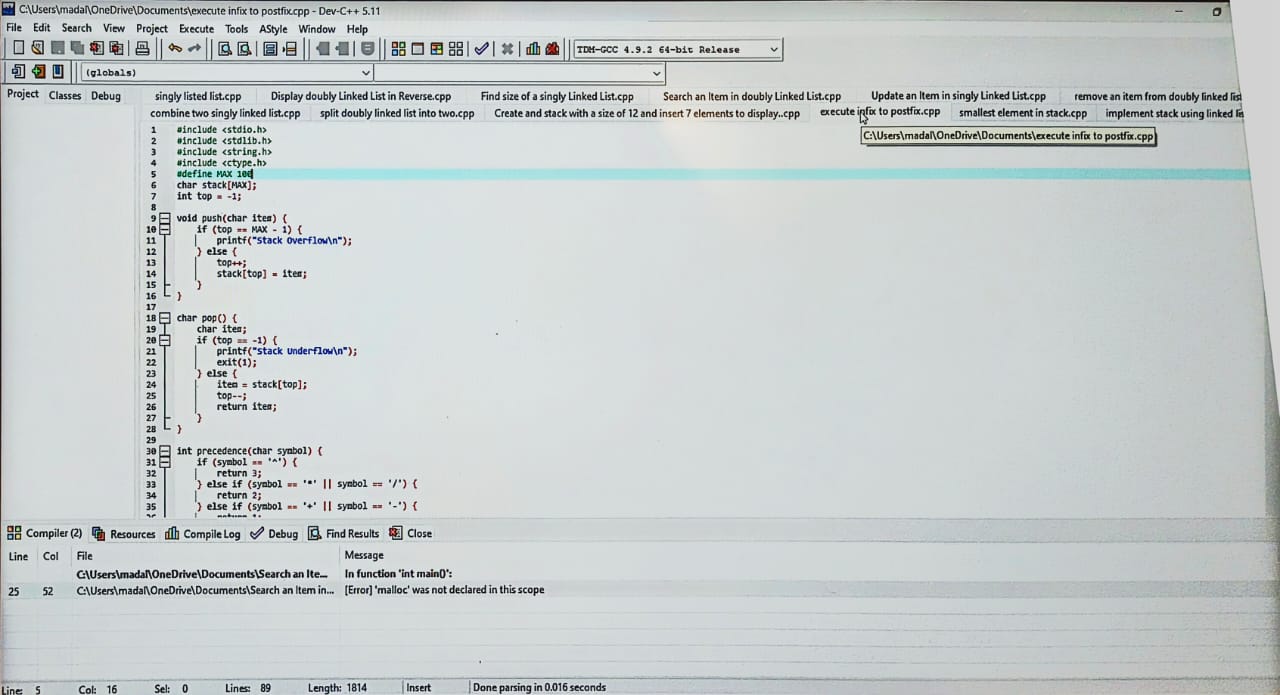 C:\Users\madal\OneDrive\Documents\execute infix to postfix.cpp - Dev-C++ 5.11
File Edit Search View Project Execute Tools AStyle Window Help
TDM-GCC 4.9.2 64-bit Release
(globals)
Project Classes Debug
singly listed list.cpp Display doubly Linked List in Reverse.cpp Find size of a singly Linked List.cpp Search an Item in doubly Linked List.cpp Update an Item in singly Linked List.cpp remove an item from doubly linked list
combine two singly linked list.cpp split doubly linked list into two.cpp Create and stack with a size of 12 and insert 7 elements to display..cpp execute infix to postfix.cpp smallest element in stack.cpp implement stack using linked lis
C:\Users\madal\OneDrive\Documents\execute infix to postfix.cpp
1 #include <stdio.h>
2 #include <stdlib.h>
3 #include <string.h>
4 #include <ctype.h>
5 #define MAX 100
6 char stack[MAX];
7 int top = -1;
8
9 void push(char item) {
10 if (top == MAX - 1) {
11 printf("Stack Overflow\n");
12 } else {
13 top++;
14 stack[top] = item;
15 }
16 }
17
18 char pop() {
19 char item;
20 if (top == -1) {
21 printf("Stack Underflow\n");
22 exit(1);
23 } else {
24 item = stack[top];
25 top--;
26 return item;
27 }
28 }
29
30 int precedence(char symbol) {
31 if (symbol == '^') {
32 return 3;
33 } else if (symbol == '*' || symbol == '/') {
34 return 2;
35 } else if (symbol == '+' || symbol == '-') {
Compiler (2) Resources Compile Log Debug Find Results Close
Line Col File Message
C:\Users\madal\OneDrive\Documents\Search an Ite... In function 'int main()':
25 52 C:\Users\madal\OneDrive\Documents\Search an Item in... [Error] 'malloc' was not declared in this scope
Line: 5 Col: 16 Sel: 0 Lines: 89 Length: 1814 Insert Done parsing in 0.016 seconds